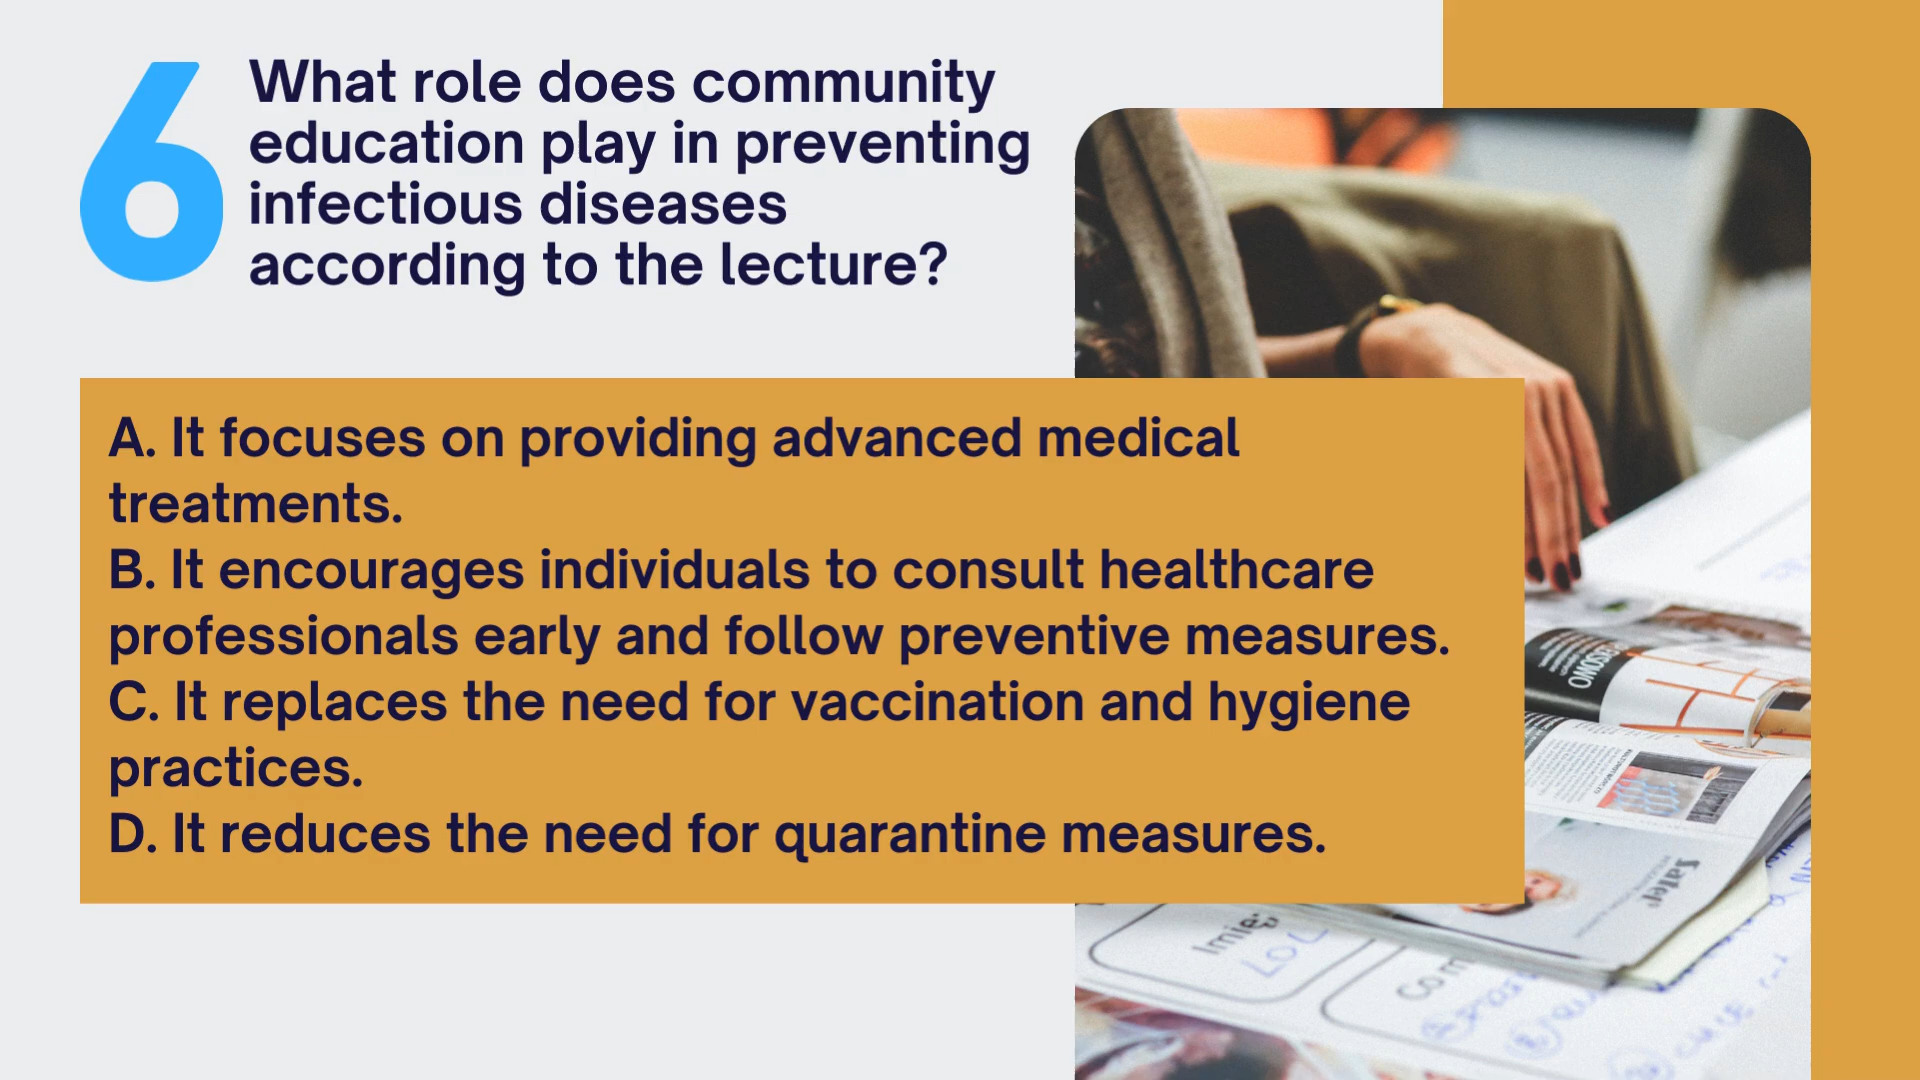 6
What role does community
education play in preventing
infectious diseases
according to the lecture?
A. It focuses on providing advanced medical
treatments.
B. It encourages individuals to consult healthcare
professionals early and follow preventive measures.
C. It replaces the need for vaccination and hygiene
practices.
D. It reduces the need for quarantine measures.
Imię:
LOL